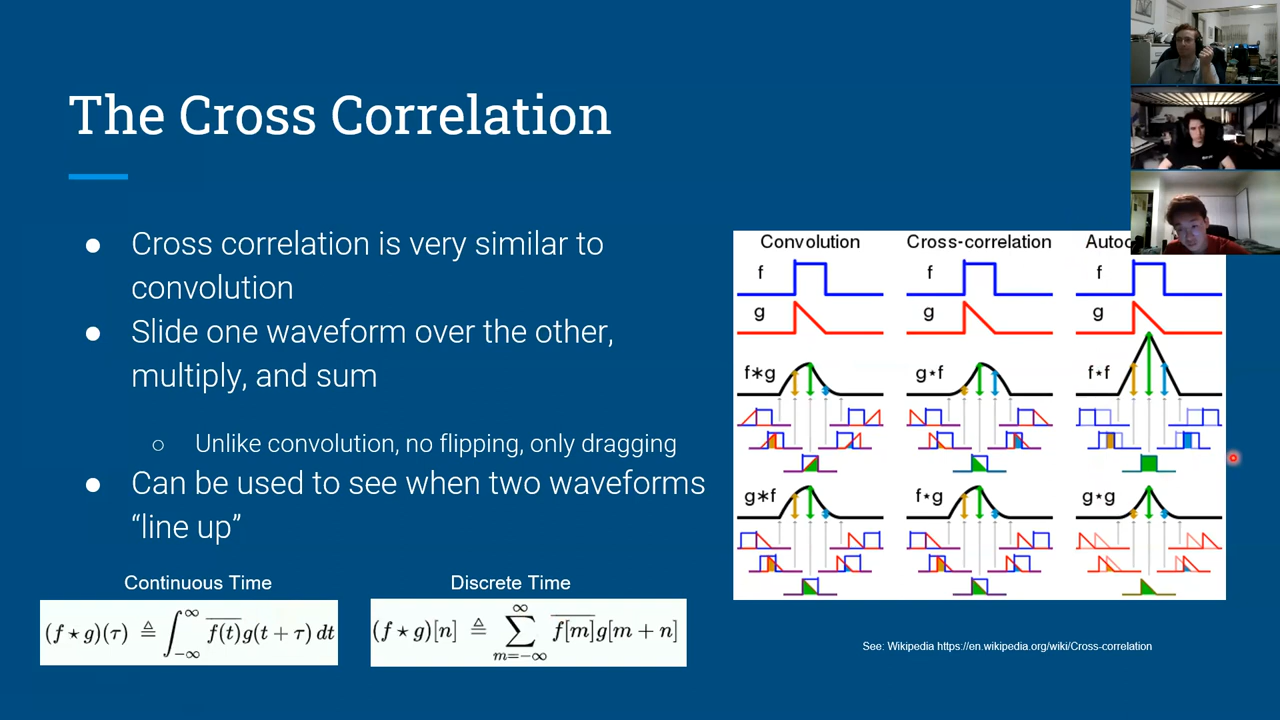 The Cross Correlation
● Cross correlation is very similar to
convolution
● Slide one waveform over the other,
multiply, and sum
○ Unlike convolution, no flipping, only dragging
● Can be used to see when two waveforms
“line up”
Continuous Time
(f ⋆ g)(τ) ≜ ∫_{-∞}^{∞} \overline{f(t)}g(t + τ) dt
Discrete Time
(f ⋆ g)[n] ≜ ∑_{m=-∞}^{∞} \overline{f[m]}g[m + n]
Convolution
f
g
f∗g
g∗f
Cross-correlation
f
g
g⋆f
f⋆g
Autoc
f
g
f⋆f
g⋆g
See: Wikipedia https://en.wikipedia.org/wiki/Cross-correlation